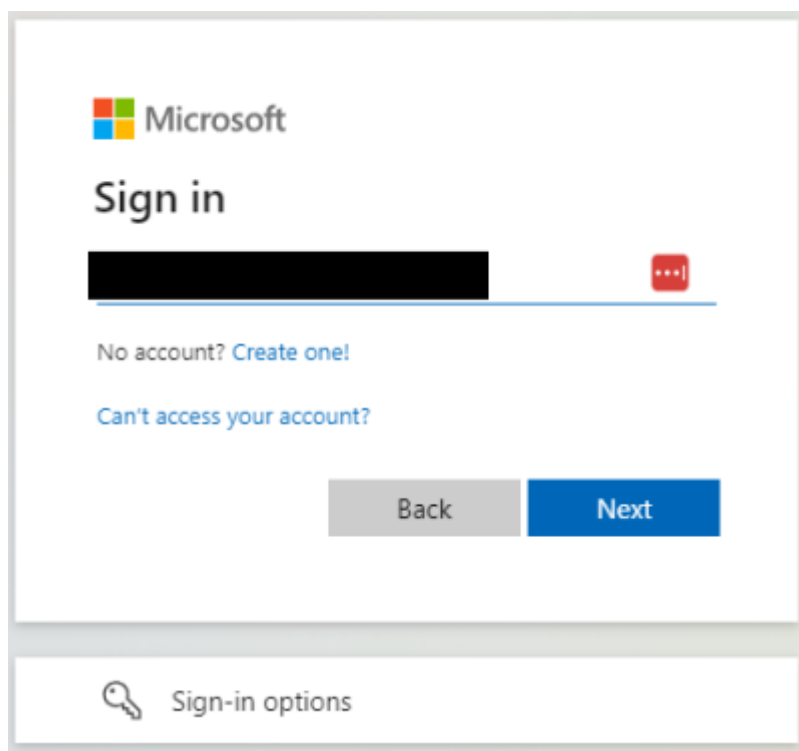 Microsoft
Sign in
No account? Create one!
Can't access your account?
Back
Next
Sign-in options